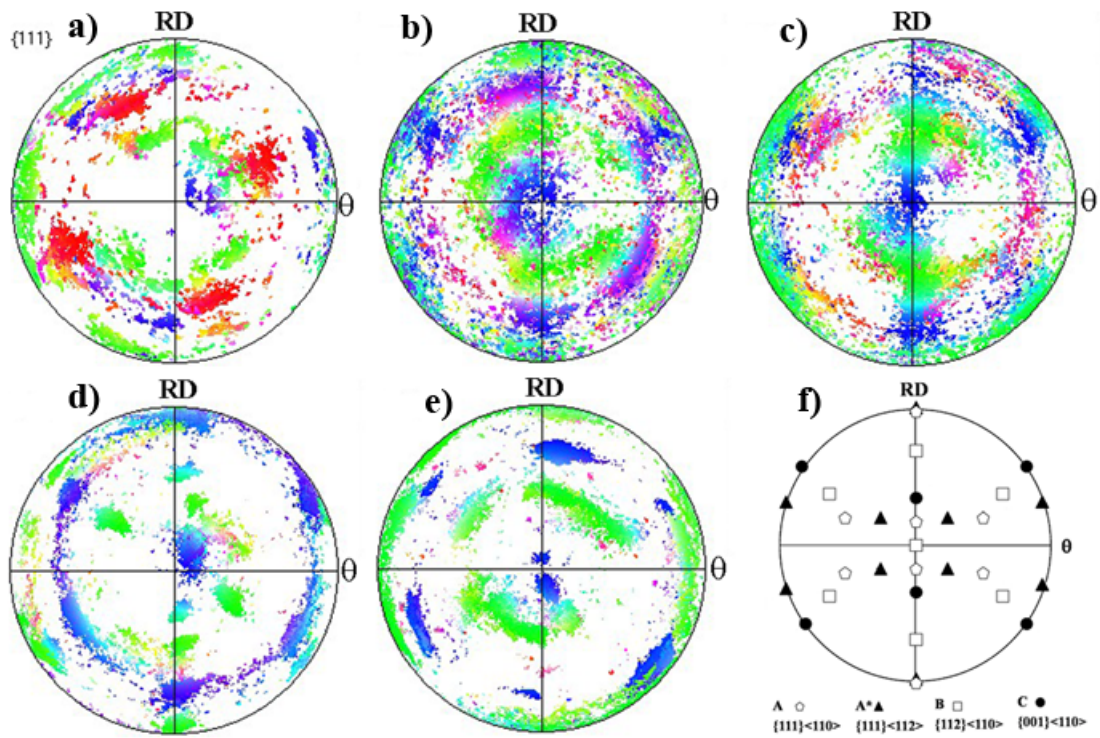 {111} a) RD
b) RD
c) RD
θ
θ
θ
d) RD
e) RD
f) RD
θ
θ
θ
A A* B C
{111}<110> {111}<112> {112}<110> {001}<110>